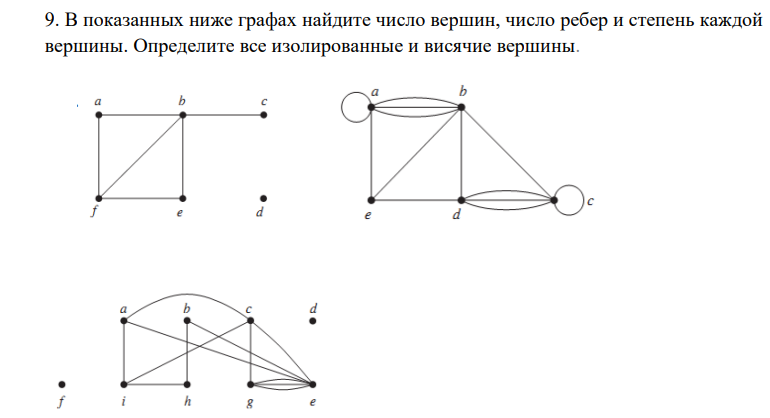 9. В показанных ниже графах найдите число вершин, число ребер и степень каждой
вершины. Определите все изолированные и висячие вершины.
a b c
f e d
a b
e d c
a b c d
f i h g e